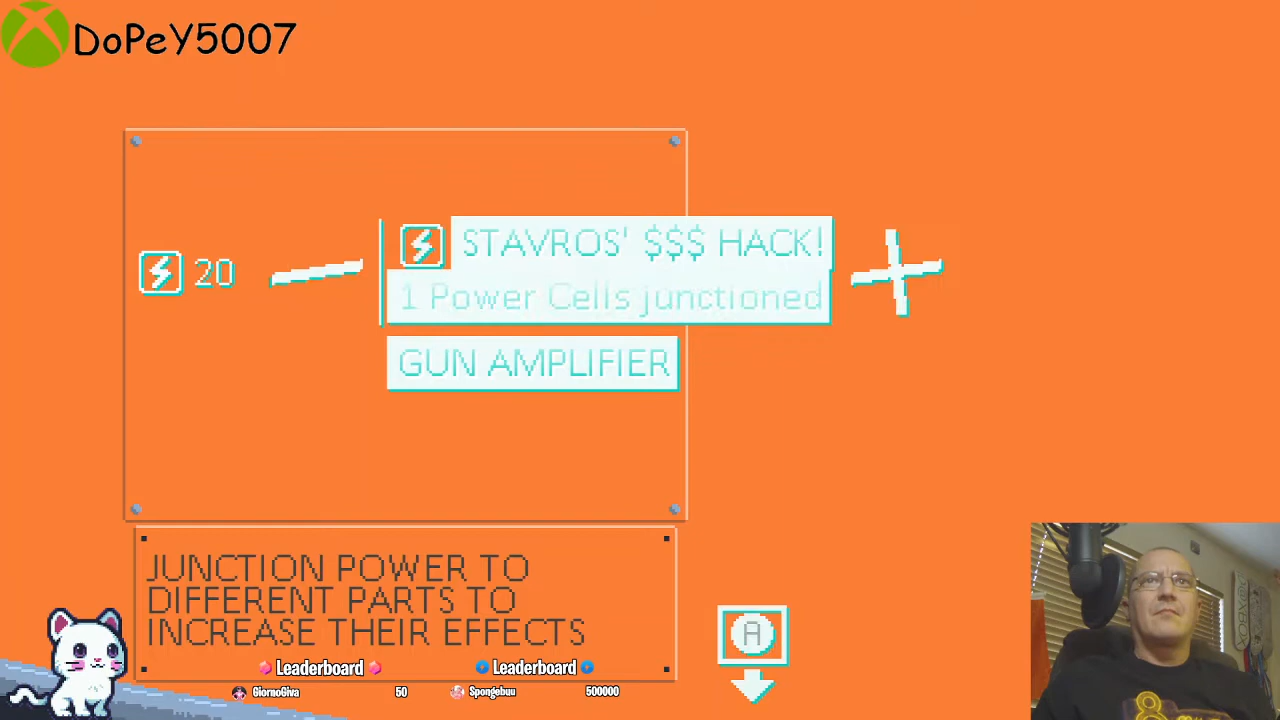 DoPeY5007
STAVROS' $$$ HACK!
20
1 Power Cells junctioned
GUN AMPLIFIER
JUNCTION POWER TO
DIFFERENT PARTS TO
INCREASE THEIR EFFECTS
A
Leaderboard
GiornoGiva 50
Leaderboard
Spongebuu 500000
XBOX